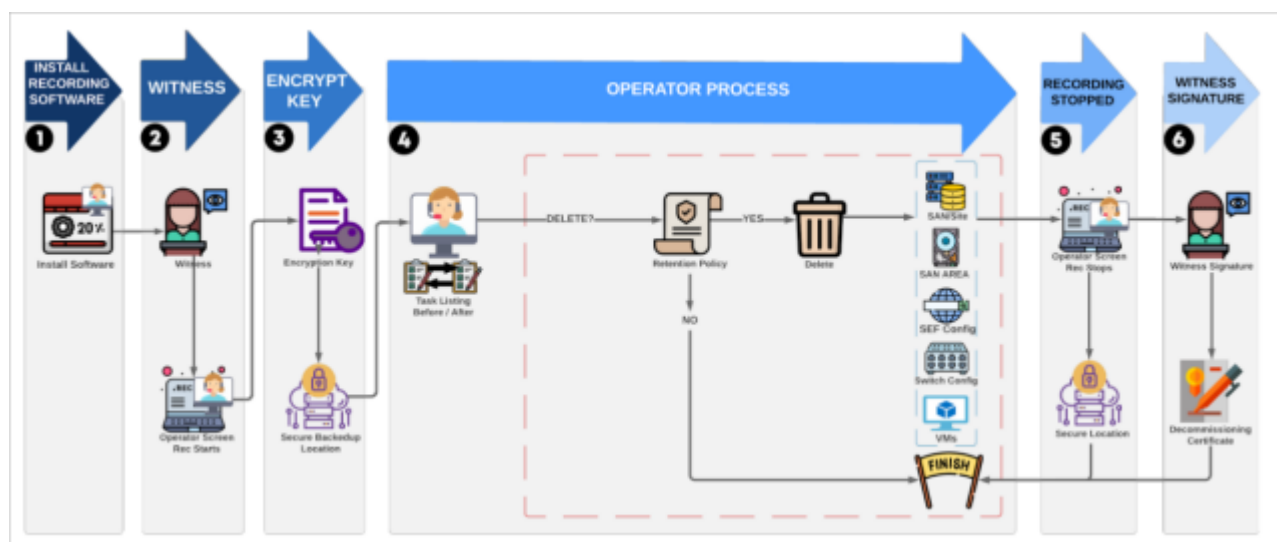 INSTALL
RECORDING
SOFTWARE
WITNESS
ENCRYPT
KEY
OPERATOR PROCESS
RECORDING
STOPPED
WITNESS
SIGNATURE
1
2
3
4
5
6
20%
Install Software
Witness
Encryption Key
Task Listing
Before / After
DELETE?
Retention Policy
YES
Delete
NO
SAN/Site
SAN AREA
SEF Config
Switch Config
VMs
FINISH
.REC
Operator Screen
Rec Stops
Witness Signature
.REC
Operator Screen
Rec Starts
Secure Backedup
Location
Secure Location
Decommissioning
Certificate